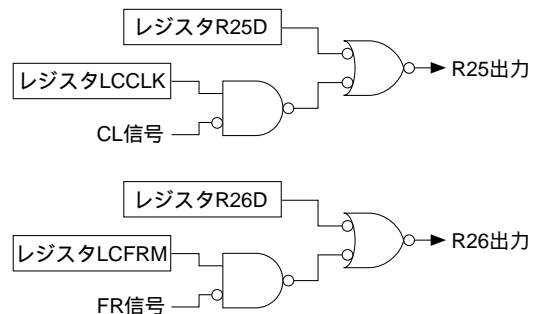 レジスタR25D
R25出力
レジスタLCCLK
CL信号
レジスタR26D
R26出力
レジスタLCFRM
FR信号